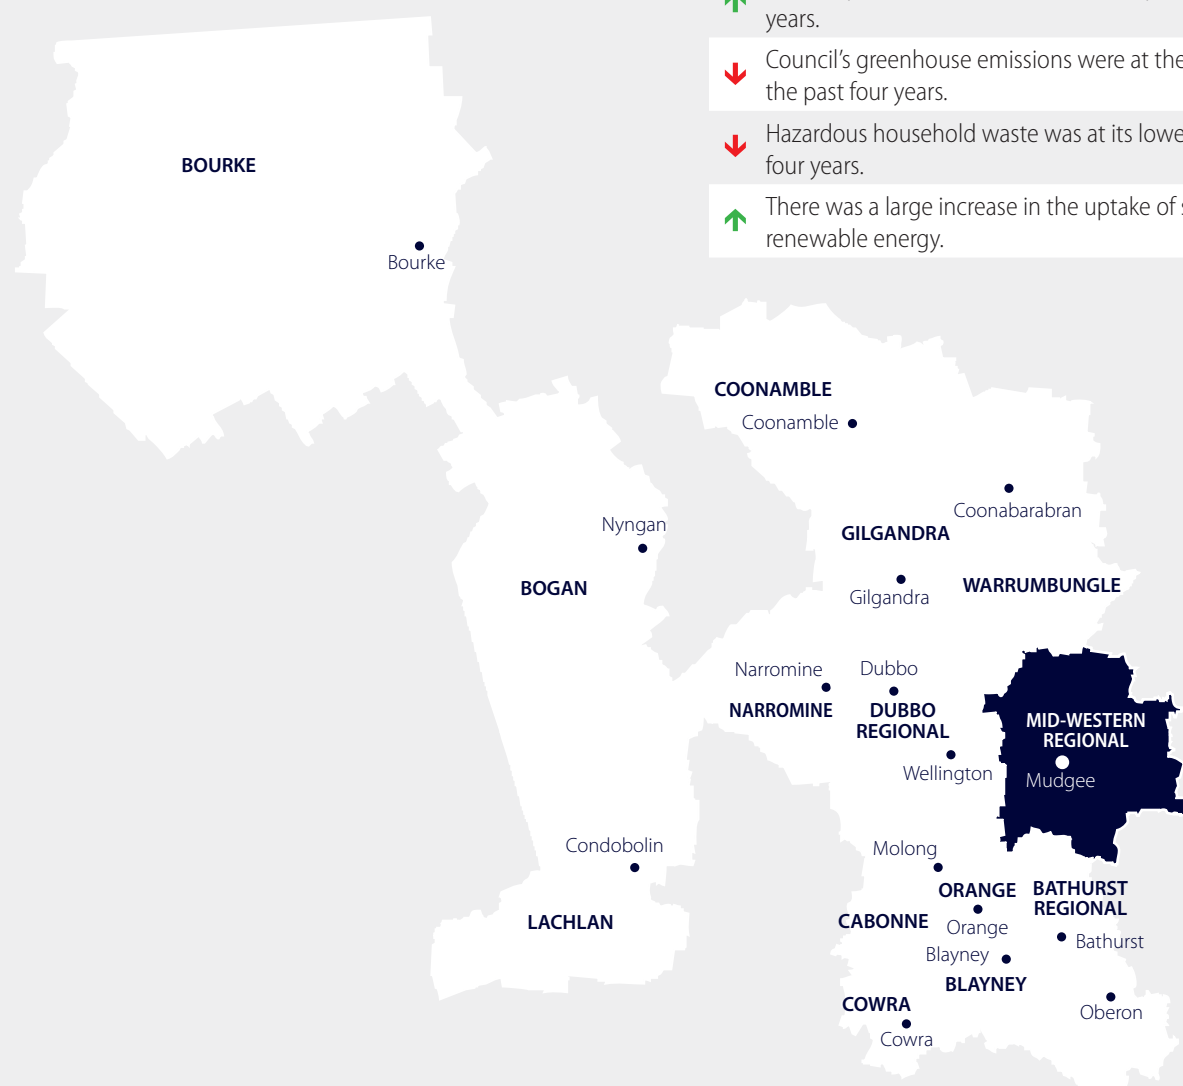 years.
Council's greenhouse emissions were at the
the past four years.
Hazardous household waste was at its lowe
four years.
There was a large increase in the uptake of
renewable energy.
BOURKE
Bourke
COONAMBLE
Coonamble
Coonabarabran
Nyngan
GILGANDRA
BOGAN
Gilgandra
WARRUMBUNGLE
Narromine
Dubbo
NARROMINE
DUBBO
REGIONAL
MID-WESTERN
REGIONAL
Wellington
Mudgee
Condobolin
Molong
ORANGE
BATHURST
REGIONAL
LACHLAN
CABONNE
Orange
Bathurst
Blayney
BLAYNEY
COWRA
Oberon
Cowra